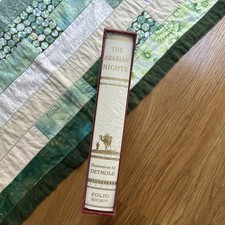 THE
ARABIAN
NIGHTS
Illustrations by
DETMOLD
FOLIO
SOCIETY